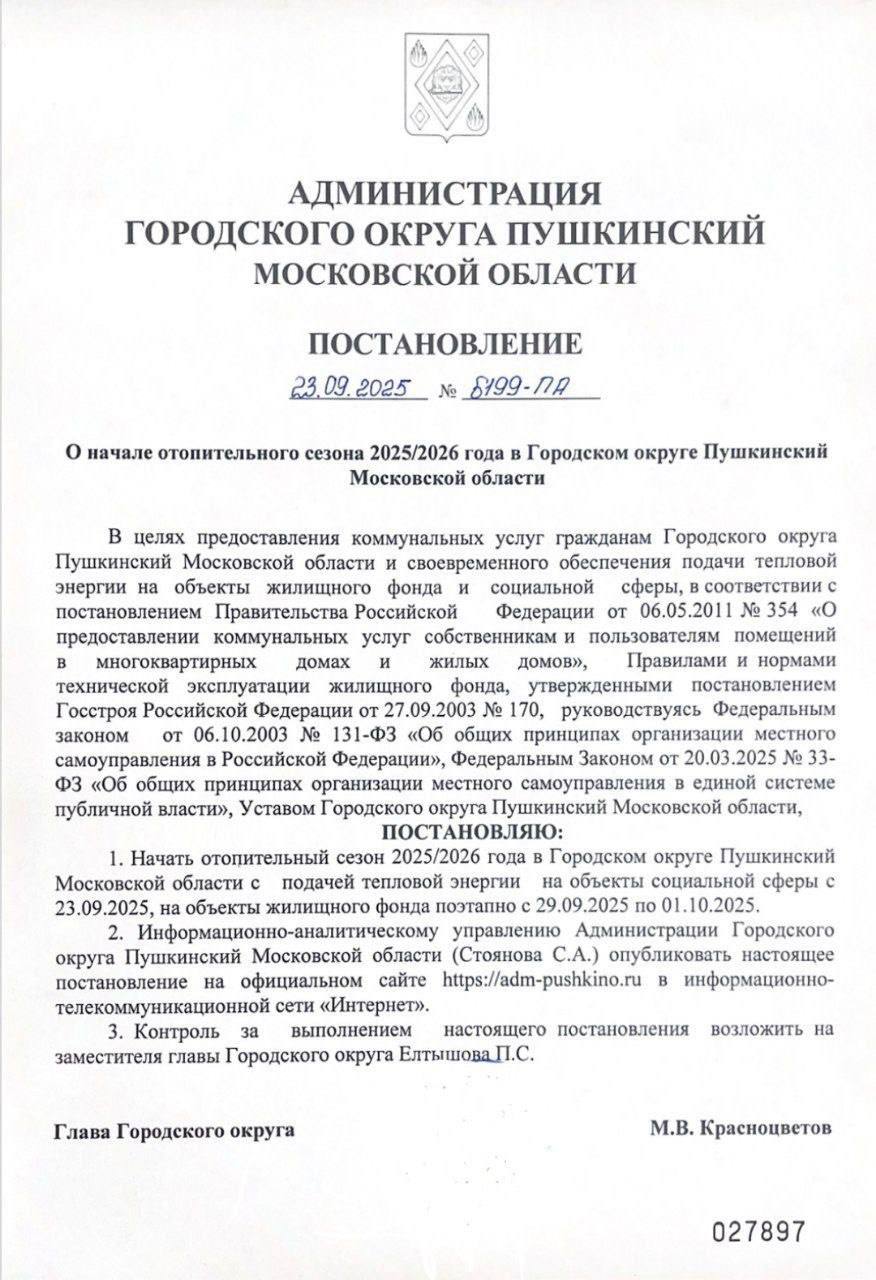 АДМИНИСТРАЦИЯ
ГОРОДСКОГО ОКРУГА ПУШКИНСКИЙ
МОСКОВСКОЙ ОБЛАСТИ
ПОСТАНОВЛЕНИЕ
23.09.2025 № 8199-ПА
О начале отопительного сезона 2025/2026 года в Городском округе Пушкинский
Московской области
В целях предоставления коммунальных услуг гражданам Городского округа
Пушкинский Московской области и своевременного обеспечения подачи тепловой
энергии на объекты жилищного фонда и социальной сферы, в соответствии с
постановлением Правительства Российской Федерации от 06.05.2011 № 354 «О
предоставлении коммунальных услуг собственникам и пользователям помещений
в многоквартирных домах и жилых домов», Правилами и нормами
технической эксплуатации жилищного фонда, утвержденными постановлением
Госстроя Российской Федерации от 27.09.2003 № 170, руководствуясь Федеральным
законом от 06.10.2003 № 131-ФЗ «Об общих принципах организации местного
самоуправления в Российской Федерации», Федеральным Законом от 20.03.2025 № 33-
ФЗ «Об общих принципах организации местного самоуправления в единой системе
публичной власти», Уставом Городского округа Пушкинский Московской области,
ПОСТАНОВЛЯЮ:
1. Начать отопительный сезон 2025/2026 года в Городском округе Пушкинский
Московской области с подачей тепловой энергии на объекты социальной сферы с
23.09.2025, на объекты жилищного фонда поэтапно с 29.09.2025 по 01.10.2025.
2. Информационно-аналитическому управлению Администрации Городского
округа Пушкинский Московской области (Стоянова С.А.) опубликовать настоящее
постановление на официальном сайте https://adm-pushkino.ru в информационно-
телекоммуникационной сети «Интернет».
3. Контроль за выполнением настоящего постановления возложить на
заместителя главы Городского округа Елтышова П.С.
Глава Городского округа М.В. Красноцветов
027897